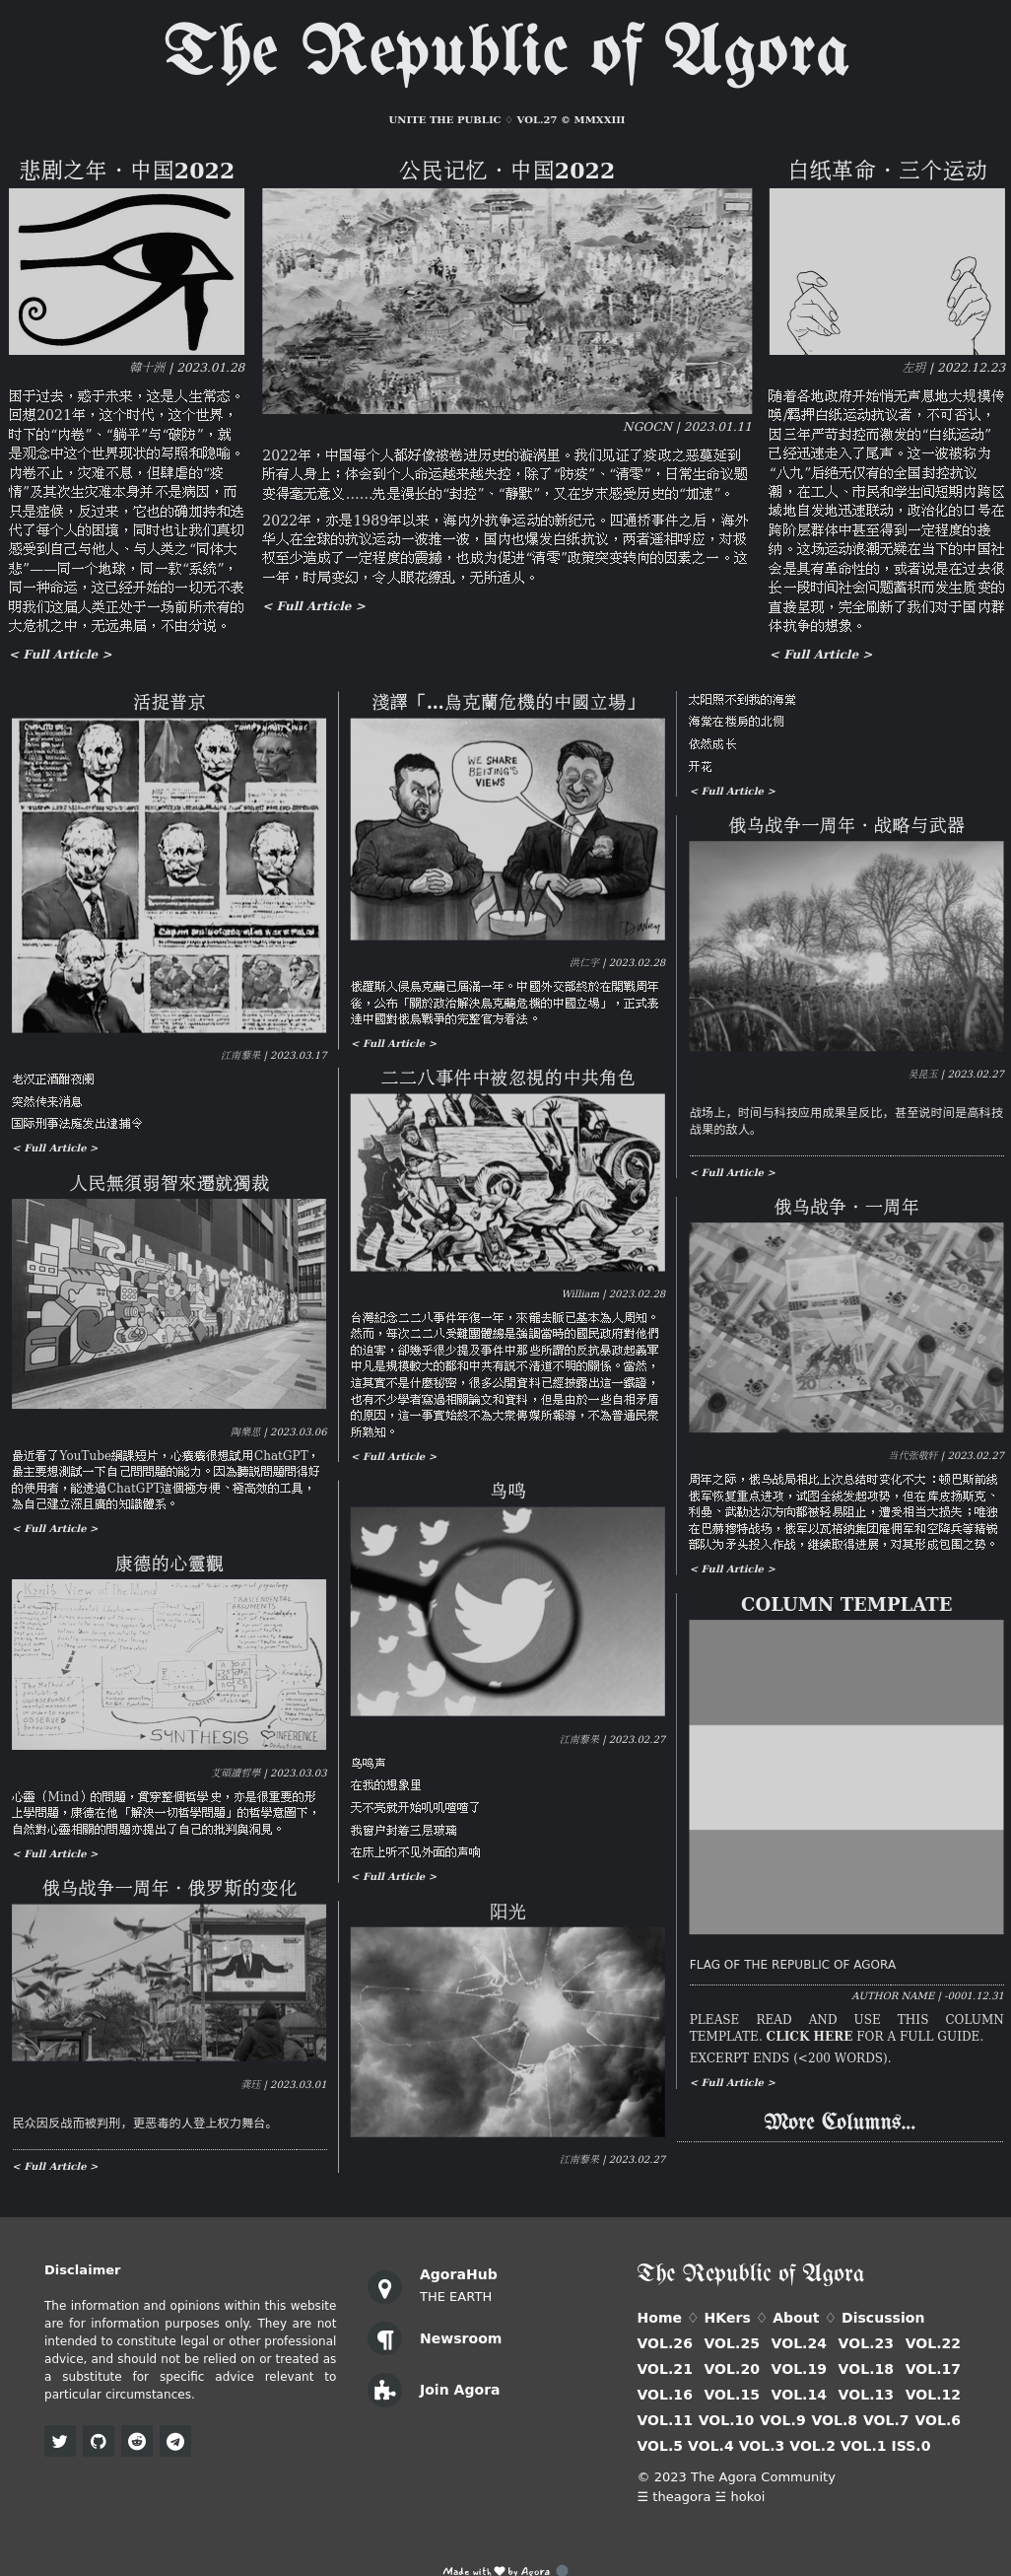 The Republic of Agora
UNITE THE PUBLIC ♢ VOL.27 © MMXXIII
悲剧之年・中国2022
韓十洲 | 2023.01.28
困于过去，惑于未来，这是人生常态。
回想2021年，这个时代，这个世界，
时下的“内卷”、“躺平”与“破防”，就
是观念中这个世界现状的写照和隐喻。
内卷不止，灾难不息，但肆虐的“疫
情”及其次生灾难本身并不是病因，而
只是症候，反过来，它也的确加持和迭
代了每个人的困境，同时也让我们真切
感受到自己与他人、与人类之“同体大
悲”——同一个地球，同一款“系统”，
同一种命运，这已经开始的一切无不表
明我们这届人类正处于一场前所未有的
大危机之中，无远弗届，不由分说。
< Full Article >
公民记忆・中国2022
NGOCN | 2023.01.11
2022年，中国每个人都好像被卷进历史的漩涡里。我们见证了疫政之恶蔓延到
所有人身上；体会到个人命运越来越失控，除了“防疫”、“清零”，日常生命议题
变得毫无意义……先是漫长的“封控”、“静默”，又在岁末感受历史的“加速”。
2022年，亦是1989年以来，海内外抗争运动的新纪元。四通桥事件之后，海外
华人在全球的抗议运动一波推一波，国内也爆发白纸抗议，两者遥相呼应，对极
权至少造成了一定程度的震撼，也成为促进“清零”政策突变转向的因素之一。这
一年，时局变幻，令人眼花缭乱，无所适从。
< Full Article >
白纸革命・三个运动
左玥 | 2022.12.23
随着各地政府开始悄无声息地大规模传
唤/羁押白纸运动抗议者，不可否认，
因三年严苛封控而激发的“白纸运动”
已经迅速走入了尾声。这一波被称为
“八九”后绝无仅有的全国封控抗议
潮，在工人、市民和学生间短期内跨区
域地自发地迅速联动，政治化的口号在
跨阶层群体中甚至得到一定程度的接
纳。这场运动浪潮无疑在当下的中国社
会是具有革命性的，或者说是在过去很
长一段时间社会问题蓄积而发生质变的
直接呈现，完全刷新了我们对于国内群
体抗争的想象。
< Full Article >
活捉普京
江南藜果 | 2023.03.17
老汉正酒酣夜阑
突然传来消息
国际刑事法庭发出逮捕令
< Full Article >
人民無須弱智來遷就獨裁
陶樂思 | 2023.03.06
最近看了YouTube網課短片，心癢癢很想試用ChatGPT，
最主要想測試一下自己問問題的能力。因為聽說問題問得好
的使用者，能透過ChatGPT這個極方便、極高效的工具，
為自己建立深且廣的知識體系。
< Full Article >
康德的心靈觀
艾碩讀哲學 | 2023.03.03
心靈（Mind）的問題，貫穿整個哲學史，亦是很重要的形
上學問題，康德在他「解決一切哲學問題」的哲學意圖下，
自然對心靈相關的問題亦提出了自己的批判與洞見。
< Full Article >
俄乌战争一周年・俄罗斯的变化
龚珏 | 2023.03.01
民众因反战而被判刑，更恶毒的人登上权力舞台。
< Full Article >
淺譯「...烏克蘭危機的中國立場」
WE SHARE
BEIJING'S
VIEWS
洪仁宇 | 2023.02.28
俄羅斯入侵烏克蘭已屆滿一年。中國外交部終於在開戰周年
後，公布「關於政治解決烏克蘭危機的中國立場」，正式表
達中國對俄烏戰爭的完整官方看法。
< Full Article >
二二八事件中被忽視的中共角色
William | 2023.02.28
台灣紀念二二八事件年復一年，來龍去脈已基本為人周知。
然而，每次二二八受難團體總是強調當時的國民政府對他們
的迫害，卻幾乎很少提及事件中那些所謂的反抗暴政起義軍
中凡是規模較大的都和中共有説不清道不明的關係。當然，
這其實不是什麼秘密，很多公開資料已經披露出這一鐵證，
也有不少學者寫過相關論文和資料，但是由於一些自相矛盾
的原因，這一事實始終不為大衆傳媒所報導，不為普通民衆
所熟知。
< Full Article >
鸟鸣
江南藜果 | 2023.02.27
鸟鸣声
在我的想象里
天不亮就开始叽叽喳喳了
我窗户封着三层玻璃
在床上听不见外面的声响
< Full Article >
阳光
江南藜果 | 2023.02.27
太阳照不到我的海棠
海棠在楼房的北侧
依然成长
开花
< Full Article >
俄乌战争一周年・战略与武器
吴昆玉 | 2023.02.27
战场上，时间与科技应用成果呈反比，甚至说时间是高科技
战果的敌人。
< Full Article >
俄乌战争・一周年
当代张敬轩 | 2023.02.27
周年之际，俄乌战局相比上次总结时变化不大：顿巴斯前线
俄军恢复重点进攻，试图全线发起攻势，但在库皮扬斯克、
利曼、武勒达尔方向都被轻易阻止，遭受相当大损失；唯独
在巴赫穆特战场，俄军以瓦格纳集团雇佣军和空降兵等精锐
部队为矛头投入作战，继续取得进展，对其形成包围之势。
< Full Article >
COLUMN TEMPLATE
FLAG OF THE REPUBLIC OF AGORA
AUTHOR NAME | -0001.12.31
PLEASE READ AND USE THIS COLUMN
TEMPLATE. CLICK HERE FOR A FULL GUIDE.
EXCERPT ENDS (<200 WORDS).
< Full Article >
More Columns...
Disclaimer
The information and opinions within this website
are for information purposes only. They are not
intended to constitute legal or other professional
advice, and should not be relied on or treated as
a substitute for specific advice relevant to
particular circumstances.
AgoraHub
THE EARTH
Newsroom
Join Agora
The Republic of Agora
Home ♢ HKers ♢ About ♢ Discussion
VOL.26 VOL.25 VOL.24 VOL.23 VOL.22
VOL.21 VOL.20 VOL.19 VOL.18 VOL.17
VOL.16 VOL.15 VOL.14 VOL.13 VOL.12
VOL.11 VOL.10 VOL.9 VOL.8 VOL.7 VOL.6
VOL.5 VOL.4 VOL.3 VOL.2 VOL.1 ISS.0
© 2023 The Agora Community
☰ theagora ☱ hokoi
Made with ♥ by Agora